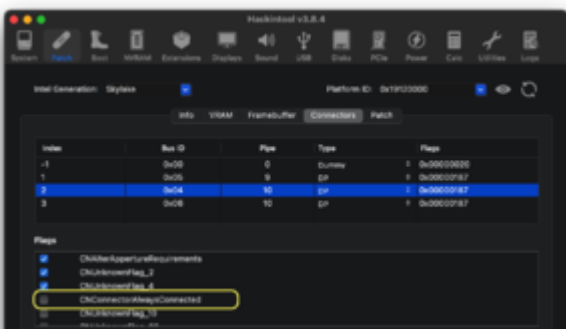 Hackintool v3.8.4
System Patch Boot NVRAM Extensions Displays Sound USB Disks PCIe Power Calc Utilities Logs
Intel Generation: Skylake Platform ID: 0x19120000
Info VRAM Framebuffer Connectors Patch
Index Bus ID Pipe Type Flags
-1 0x00 0 Dummy 0x00000020
1 0x05 9 DP 0x00000187
2 0x04 10 DP 0x00000187
3 0x06 10 DP 0x00000187
Flags
CNAlterAppertureRequirements
CNUnknownFlag_2
CNUnknownFlag_4
CNConnectorAlwaysConnected
CNUnknownFlag_10